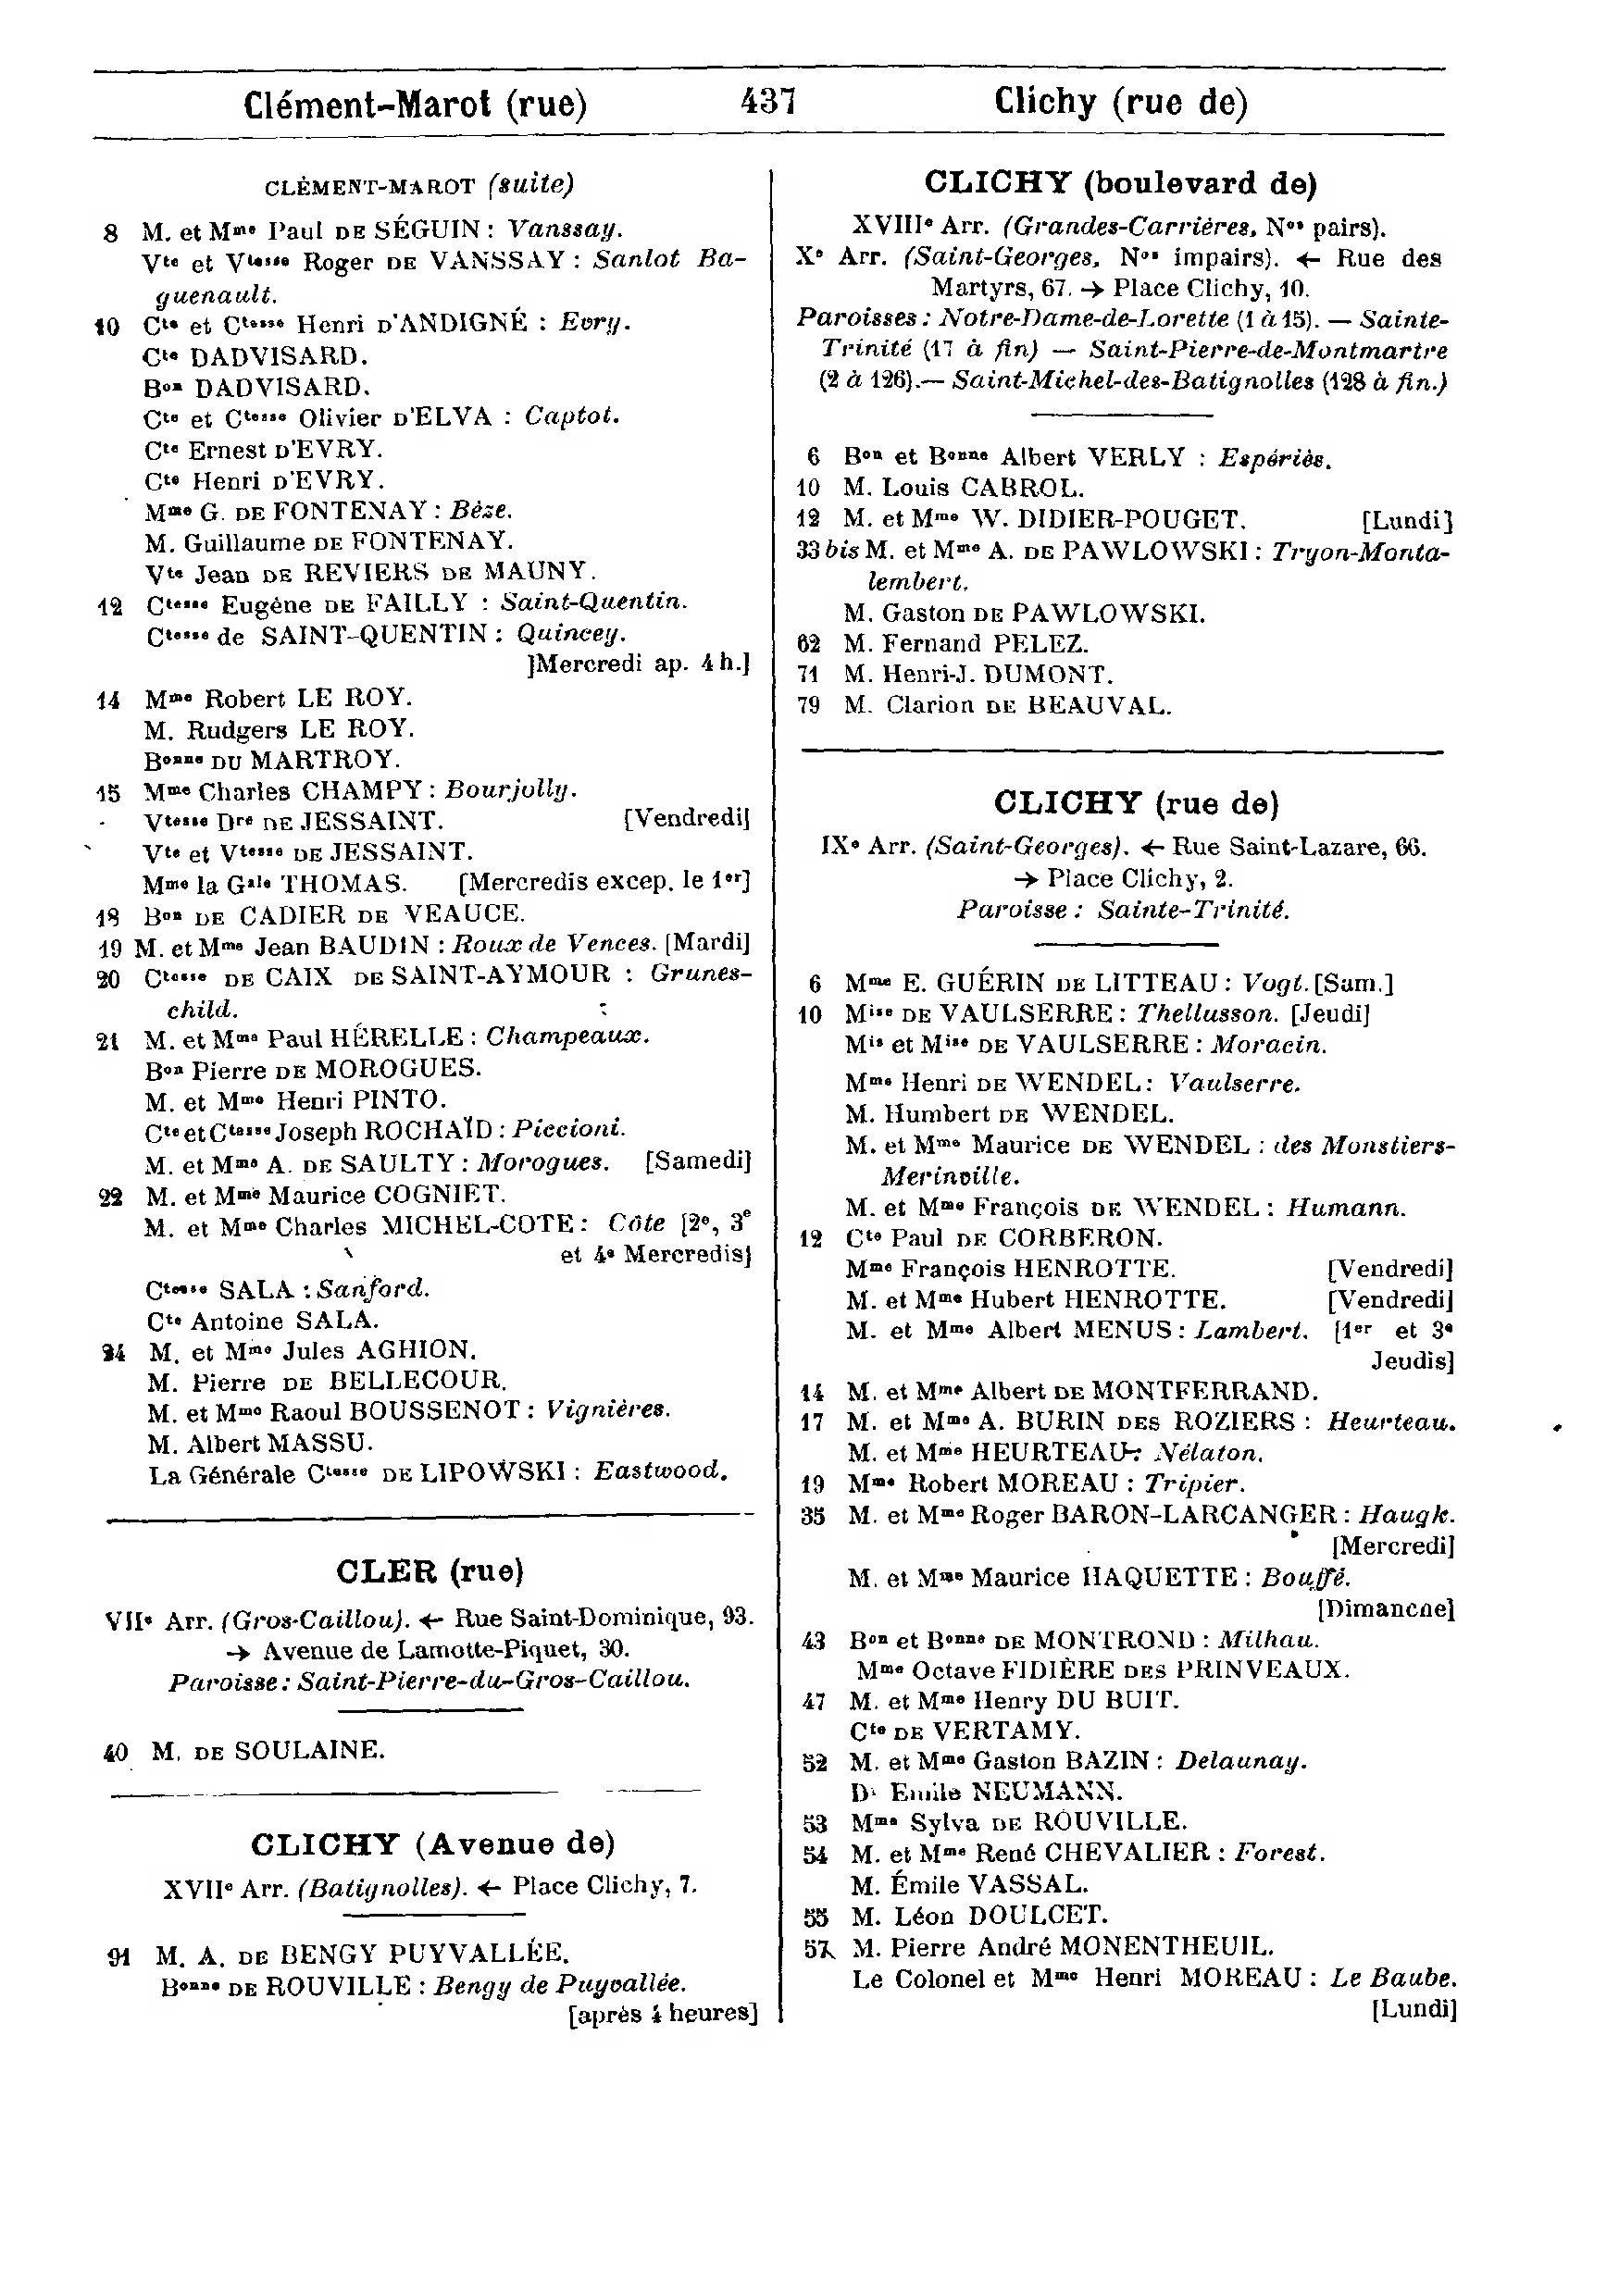 Clément-Marot (rue) 437 Clichy (rue de)
CLÉMENT-MAROT (suite)
8 M. et Mme Paul DE SÉGUIN : Vanssay.
Vte et Vtesse Roger DE VANSSAY : Sanlot Ba-
guenault.
10 Cte et Ctesse Henri D'ANDIGNÉ : Evry.
Cte DADVISARD.
Bon DADVISARD.
Cte et Ctesse Olivier D'ELVA : Captot.
Cte Ernest D'EVRY.
Cte Henri D'EVRY.
Mme G. DE FONTENAY : Bèze.
M. Guillaume DE FONTENAY.
Vte Jean DE REVIERS DE MAUNY.
12 Ctesse Eugène DE FAILLY : Saint-Quentin.
Ctesse de SAINT-QUENTIN : Quincey.
]Mercredi ap. 4 h.]
14 Mme Robert LE ROY.
M. Rudgers LE ROY.
Bonne DU MARTROY.
15 Mme Charles CHAMPY : Bourjolly.
Vtesse Dre DE JESSAINT. [Vendredi]
Vte et Vtesse DE JESSAINT.
Mme la Gale THOMAS. [Mercredis excep. le 1er]
18 Bon DE CADIER DE VEAUCE.
19 M. et Mme Jean BAUDIN : Roux de Vences. [Mardi]
20 Ctesse DE CAIX DE SAINT-AYMOUR : Grunes-
child.
21 M. et Mme Paul HÉRELLE : Champeaux.
Bon Pierre DE MOROGUES.
M. et Mme Henri PINTO.
Cte et Ctesse Joseph ROCHAÏD : Piccioni.
M. et Mme A. DE SAULTY : Morogues. [Samedi]
22 M. et Mme Maurice COGNIET.
M. et Mme Charles MICHEL-COTE : Côte [2e, 3e
et 4e Mercredis]
Ctesse SALA : Sanford.
Cte Antoine SALA.
24 M. et Mme Jules AGHION.
M. Pierre DE BELLECOUR.
M. et Mme Raoul BOUSSENOT : Vignières.
M. Albert MASSU.
La Générale Ctesse DE LIPOWSKI : Eastwood.
CLER (rue)
VIIe Arr. (Gros-Caillou). ← Rue Saint-Dominique, 93.
→ Avenue de Lamotte-Piquet, 30.
Paroisse : Saint-Pierre-du-Gros-Caillou.
40 M. DE SOULAINE.
CLICHY (Avenue de)
XVIIe Arr. (Batignolles). ← Place Clichy, 7.
91 M. A. DE BENGY PUYVALLÉE.
Bonne DE ROUVILLE : Bengy de Puyvallée.
[après 4 heures]
CLICHY (boulevard de)
XVIIIe Arr. (Grandes-Carrières, Nos pairs).
Xe Arr. (Saint-Georges, Nos impairs). ← Rue des
Martyrs, 67. → Place Clichy, 10.
Paroisses : Notre-Dame-de-Lorette (1 à 15). — Sainte-
Trinité (17 à fin) — Saint-Pierre-de-Montmartre
(2 à 126). — Saint-Michel-des-Batignolles (128 à fin.)
6 Bon et Bonne Albert VERLY : Espériès.
10 M. Louis CABROL.
12 M. et Mme W. DIDIER-POUGET. [Lundi]
33 bis M. et Mme A. DE PAWLOWSKI : Tryon-Monta-
lembert.
M. Gaston DE PAWLOWSKI.
62 M. Fernand PELEZ.
71 M. Henri-J. DUMONT.
79 M. Clarion DE BEAUVAL.
CLICHY (rue de)
IXe Arr. (Saint-Georges). ← Rue Saint-Lazare, 66.
→ Place Clichy, 2.
Paroisse : Sainte-Trinité.
6 Mme E. GUÉRIN DE LITTEAU : Vogt. [Sam.]
10 Mise DE VAULSERRE : Thellusson. [Jeudi]
Mis et Mise DE VAULSERRE : Moracin.
Mme Henri DE WENDEL : Vaulserre.
M. Humbert DE WENDEL.
M. et Mme Maurice DE WENDEL : des Monstiers-
Merinville.
M. et Mme François DE WENDEL : Humann.
12 Cte Paul DE CORBERON.
Mme François HENROTTE. [Vendredi]
M. et Mme Hubert HENROTTE. [Vendredi]
M. et Mme Albert MENUS : Lambert. [1er et 3e
Jeudis]
14 M. et Mme Albert DE MONTFERRAND.
17 M. et Mme A. BURIN DES ROZIERS : Heurteau.
M. et Mme HEURTEAU : Nélaton.
19 Mme Robert MOREAU : Tripier.
35 M. et Mme Roger BARON-LARCANGER : Haugk.
[Mercredi]
M. et Mme Maurice HAQUETTE : Bouffé.
[Dimancne]
43 Bon et Bonne DE MONTROND : Milhau.
Mme Octave FIDIÈRE DES PRINVEAUX.
47 M. et Mme Henry DU BUIT.
Cte DE VERTAMY.
52 M. et Mme Gaston BAZIN : Delaunay.
Dr Emile NEUMANN.
53 Mme Sylva DE ROUVILLE.
54 M. et Mme René CHEVALIER : Forest.
M. Émile VASSAL.
55 M. Léon DOULCET.
57 M. Pierre André MONENTHEUIL.
Le Colonel et Mme Henri MOREAU : Le Baube.
[Lundi]